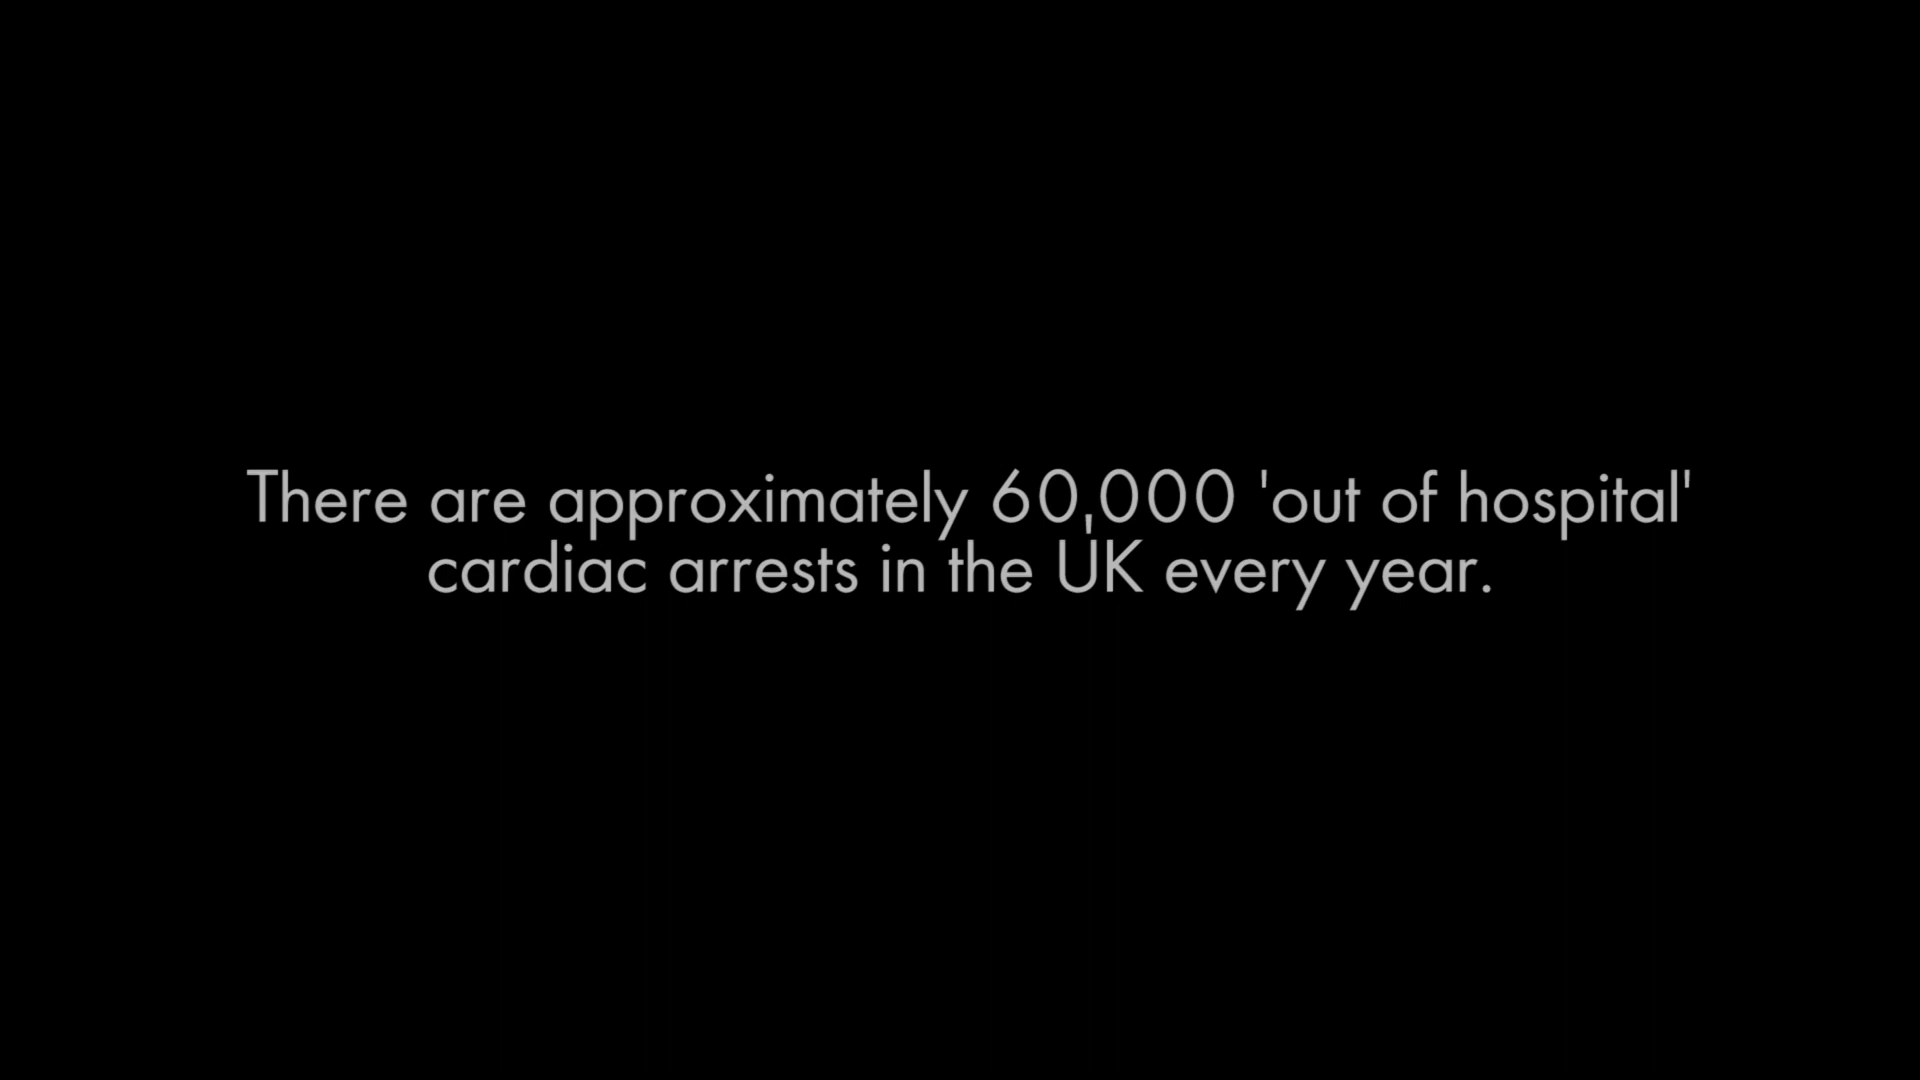 There are approximately 60,000 'out of hospital'
cardiac arrests in the UK every year.